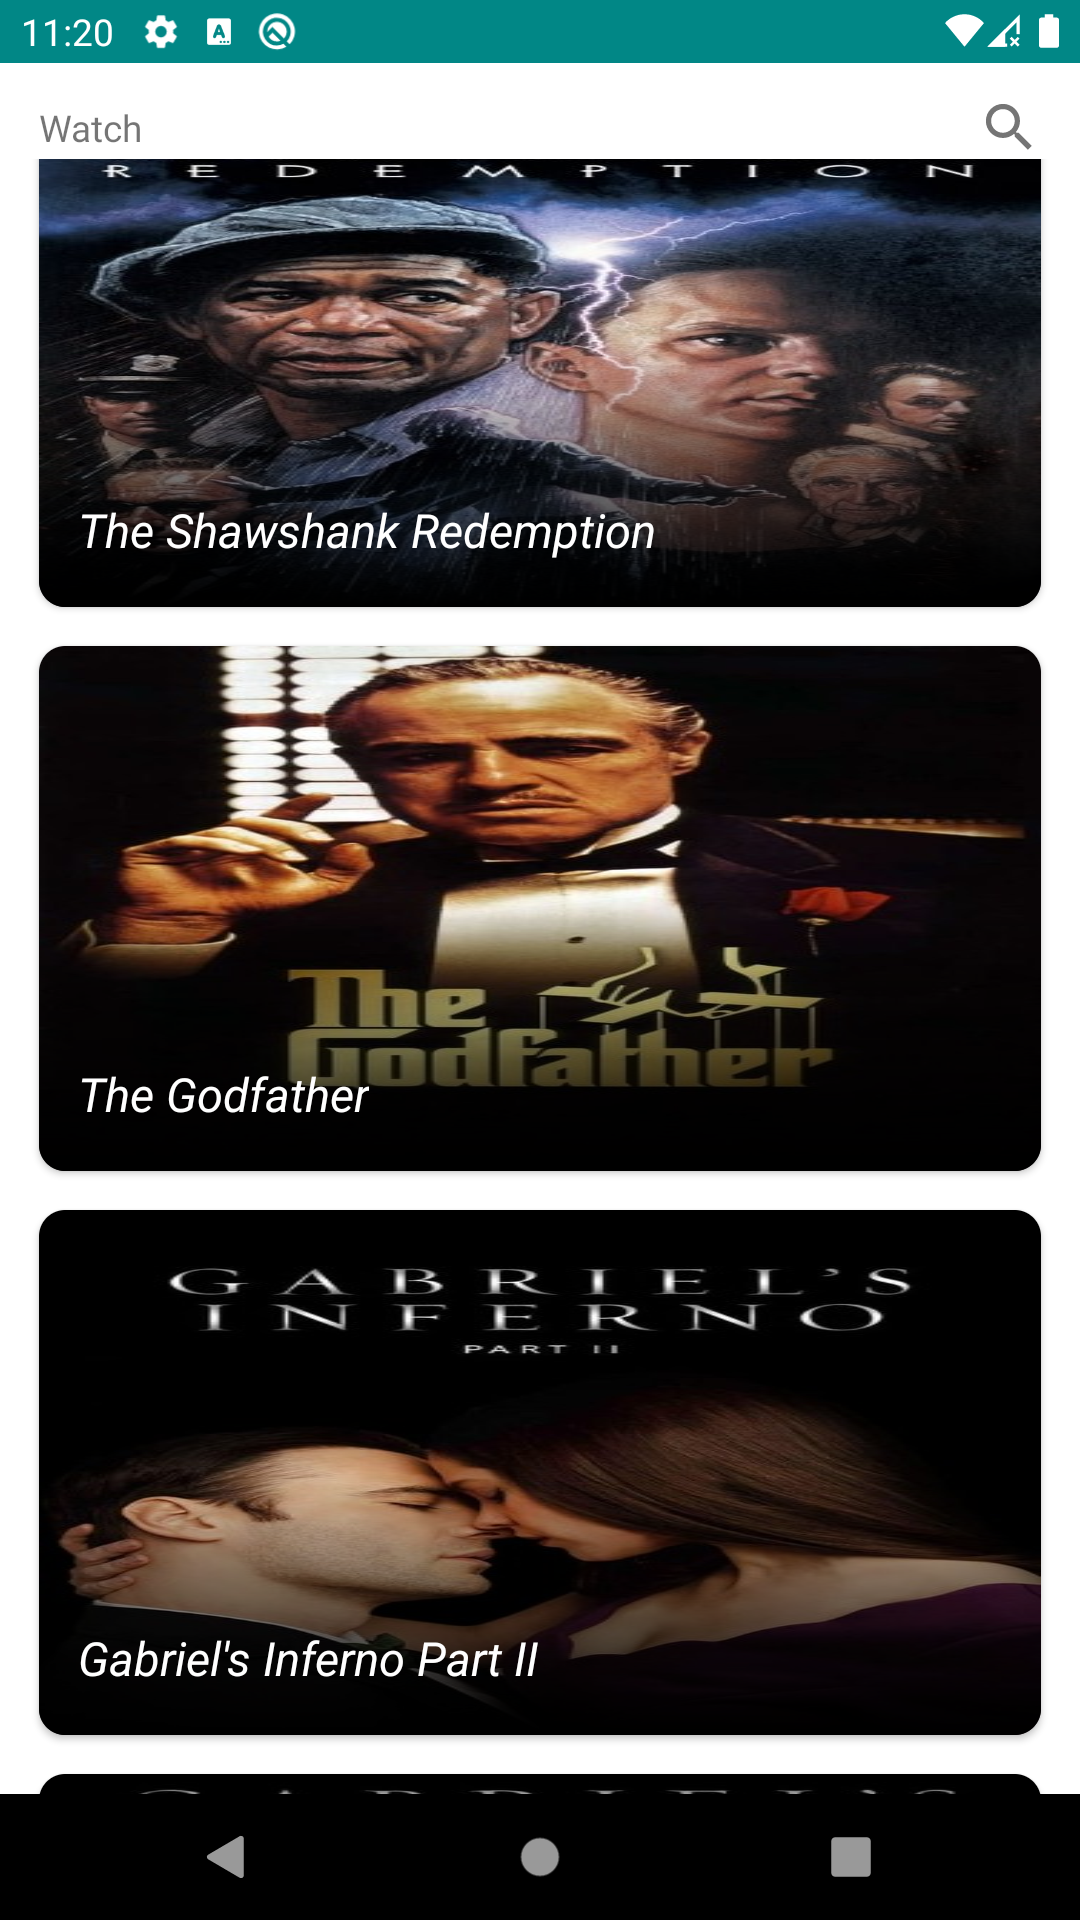 11:20
Watch
REDEMPTION
The Shawshank Redemption
The
Godfather
The Godfather
GABRIEL'S
INFERNO
PART II
Gabriel's Inferno Part II
GABRIEL'S